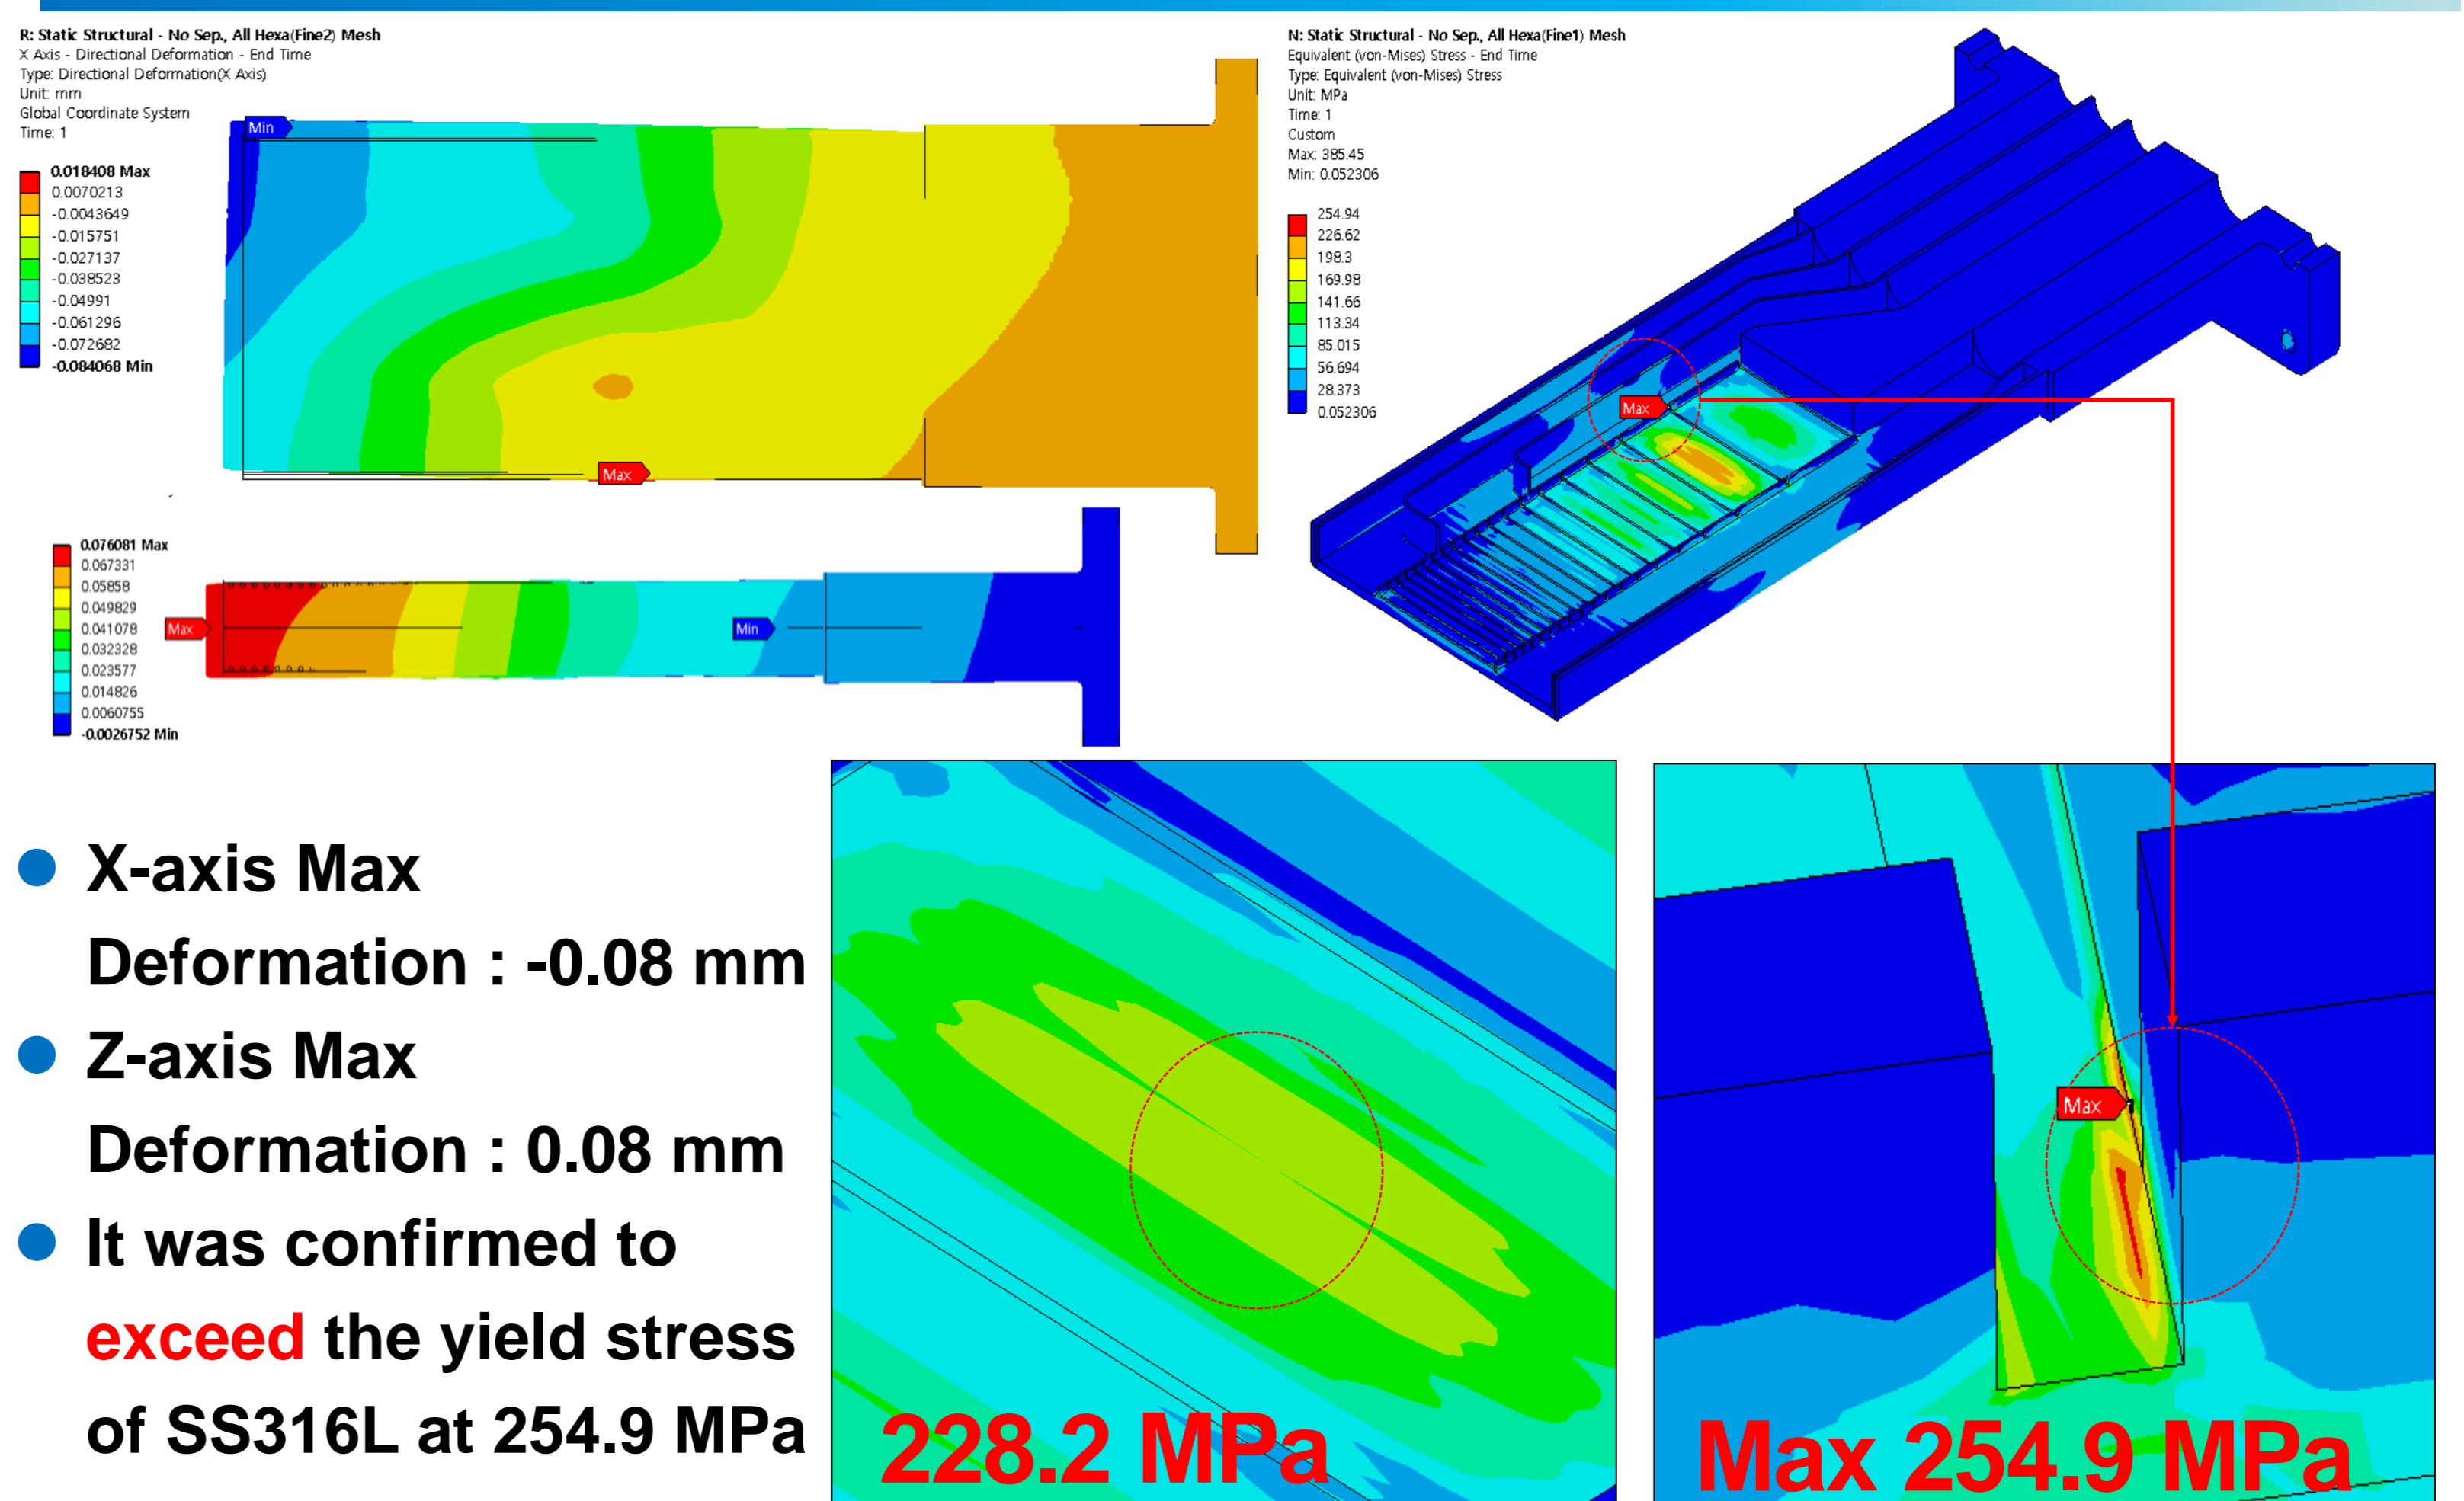 R: Static Structural - No Sep., All Hexa(Fine2) Mesh
X Axis - Directional Deformation - End Time
Type: Directional Deformation(X Axis)
Unit: mm
Global Coordinate System
Time: 1
0.018408 Max
0.0070213
-0.0043649
-0.015751
-0.027137
-0.038523
-0.04991
-0.061296
-0.072682
-0.084068 Min
Min
Max
0.076081 Max
0.067331
0.05858
0.049829
0.041078
0.032328
0.023577
0.014826
0.0060755
-0.0026752 Min
Max
Min
N: Static Structural - No Sep., All Hexa(Fine1) Mesh
Equivalent (von-Mises) Stress - End Time
Type: Equivalent (von-Mises) Stress
Unit: MPa
Time: 1
Custom
Max: 385.45
Min: 0.052306
254.94
226.62
198.3
169.98
141.66
113.34
85.015
56.694
28.373
0.052306
Max
X-axis Max
Deformation : -0.08 mm
Z-axis Max
Deformation : 0.08 mm
It was confirmed to
exceed the yield stress
of SS316L at 254.9 MPa
228.2 MPa
Max
Max 254.9 MPa